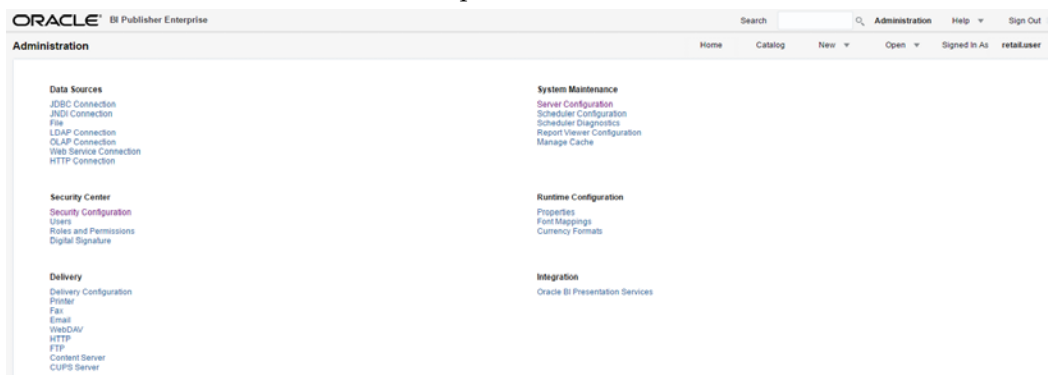 ORACLE® BI Publisher Enterprise
Search Administration Help Sign Out
Administration
Home Catalog New Open Signed In As retail.user
Data Sources
JDBC Connection
JNDI Connection
File
LDAP Connection
OLAP Connection
Web Service Connection
HTTP Connection
System Maintenance
Server Configuration
Scheduler Configuration
Scheduler Diagnostics
Report Viewer Configuration
Manage Cache
Security Center
Security Configuration
Users
Roles and Permissions
Digital Signature
Runtime Configuration
Properties
Font Mappings
Currency Formats
Delivery
Delivery Configuration
Printer
Fax
Email
WebDAV
HTTP
FTP
Content Server
CUPS Server
Integration
Oracle BI Presentation Services